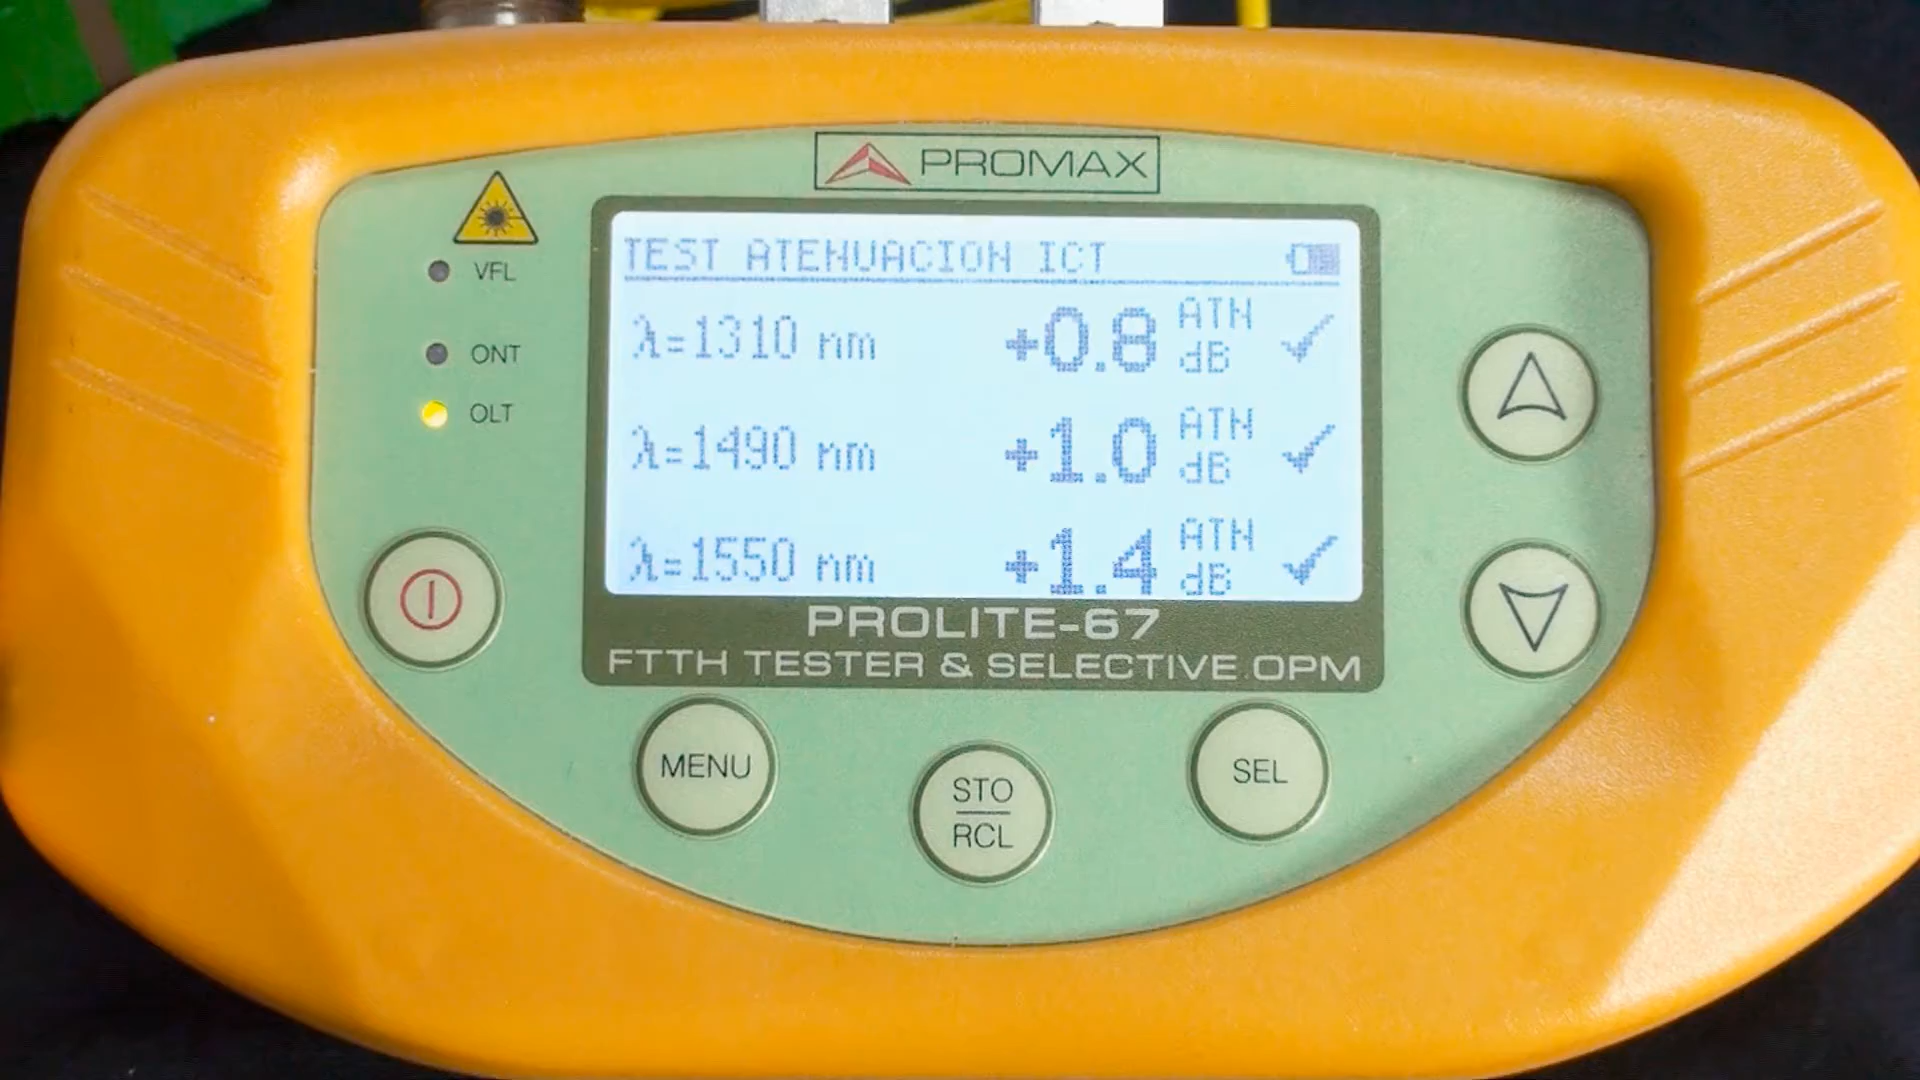 PROMAX
VFL
ONT
OLT
TEST ATENUACION ICT
λ=1310 nm +0.8 ATN dB ✓
λ=1490 nm +1.0 ATN dB ✓
λ=1550 nm +1.4 ATN dB ✓
PROLITE-67
FTTH TESTER & SELECTIVE OPM
MENU
STO
RCL
SEL